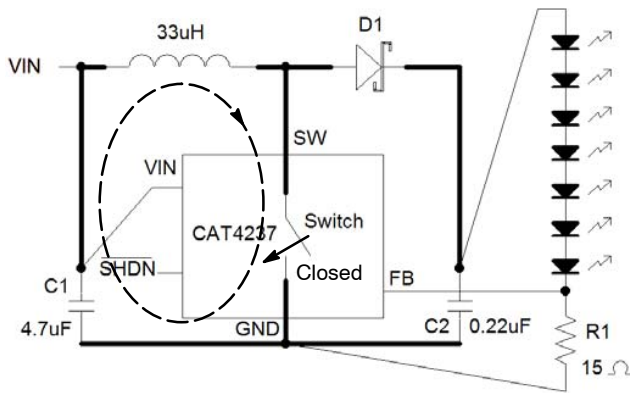 33uH
D1
VIN
SW
VIN
CAT4237
Switch
SHDN
Closed
C1
FB
4.7uF
GND
C2 0.22uF
R1
15 Ω